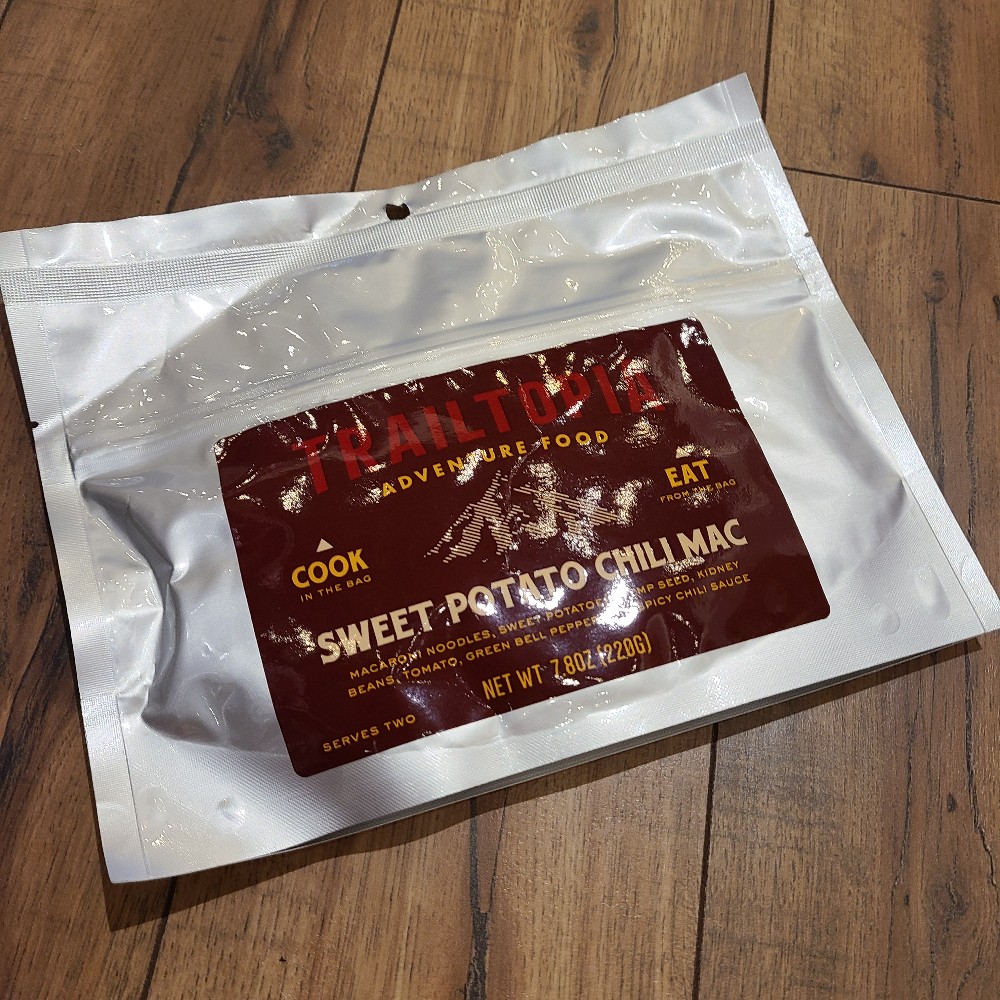 TRAILTOPIA
ADVENTURE FOOD
EAT
FROM THE BAG
COOK
IN THE BAG
SWEET POTATO CHILI MAC
MACARONI NOODLES, SWEET POTATO SEED, KIDNEY
BEANS, TOMATO, GREEN BELL PEPPER SPICY CHILI SAUCE
NET WT 7.8OZ (220G)
SERVES TWO